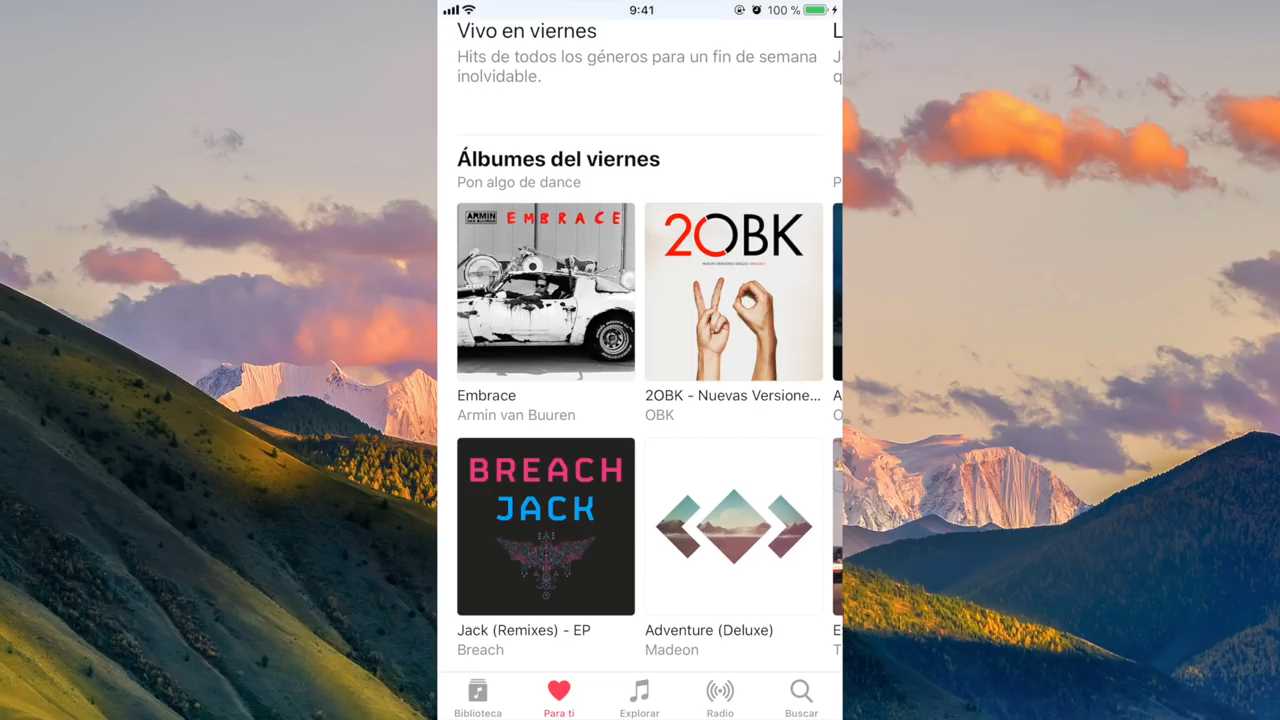 9:41
100 %
Vivo en viernes
L
Hits de todos los géneros para un fin de semana
inolvidable.
J
q
Álbumes del viernes
Pon algo de dance
P
ARMIN
VAN BUUREN
EMBRACE
2OBK
Embrace
Armin van Buuren
2OBK - Nuevas Versione...
OBK
A
O
BREACH
JACK
Jack (Remixes) - EP
Breach
Adventure (Deluxe)
Madeon
E
T
Biblioteca
Para ti
Explorar
Radio
Buscar